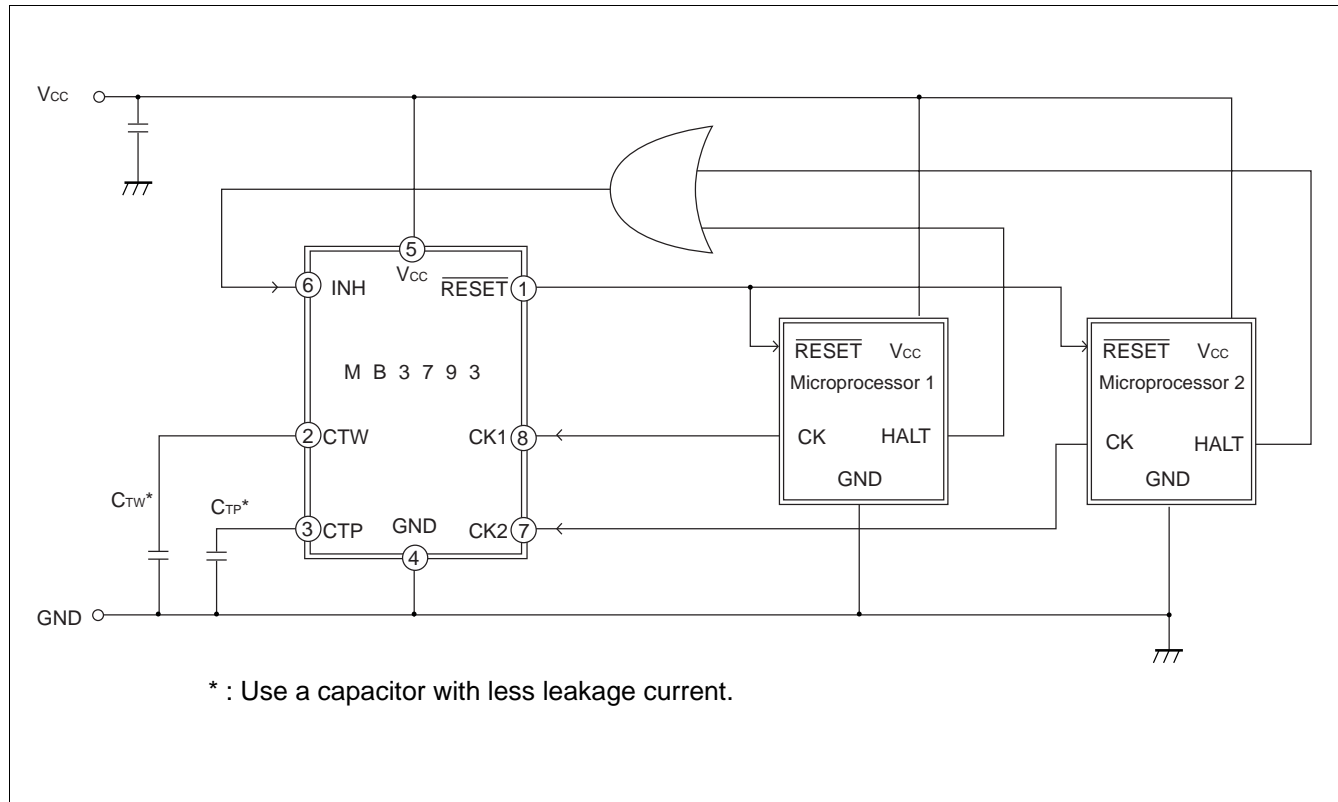 VCC
5
VCC
6 INH
RESET 1
RESET VCC
RESET VCC
M B 3 7 9 3
Microprocessor 1
Microprocessor 2
2 CTW
CK1 8
CK HALT
CK HALT
GND
GND
CTW*
CTP*
3 CTP
GND
CK2 7
4
GND
* : Use a capacitor with less leakage current.